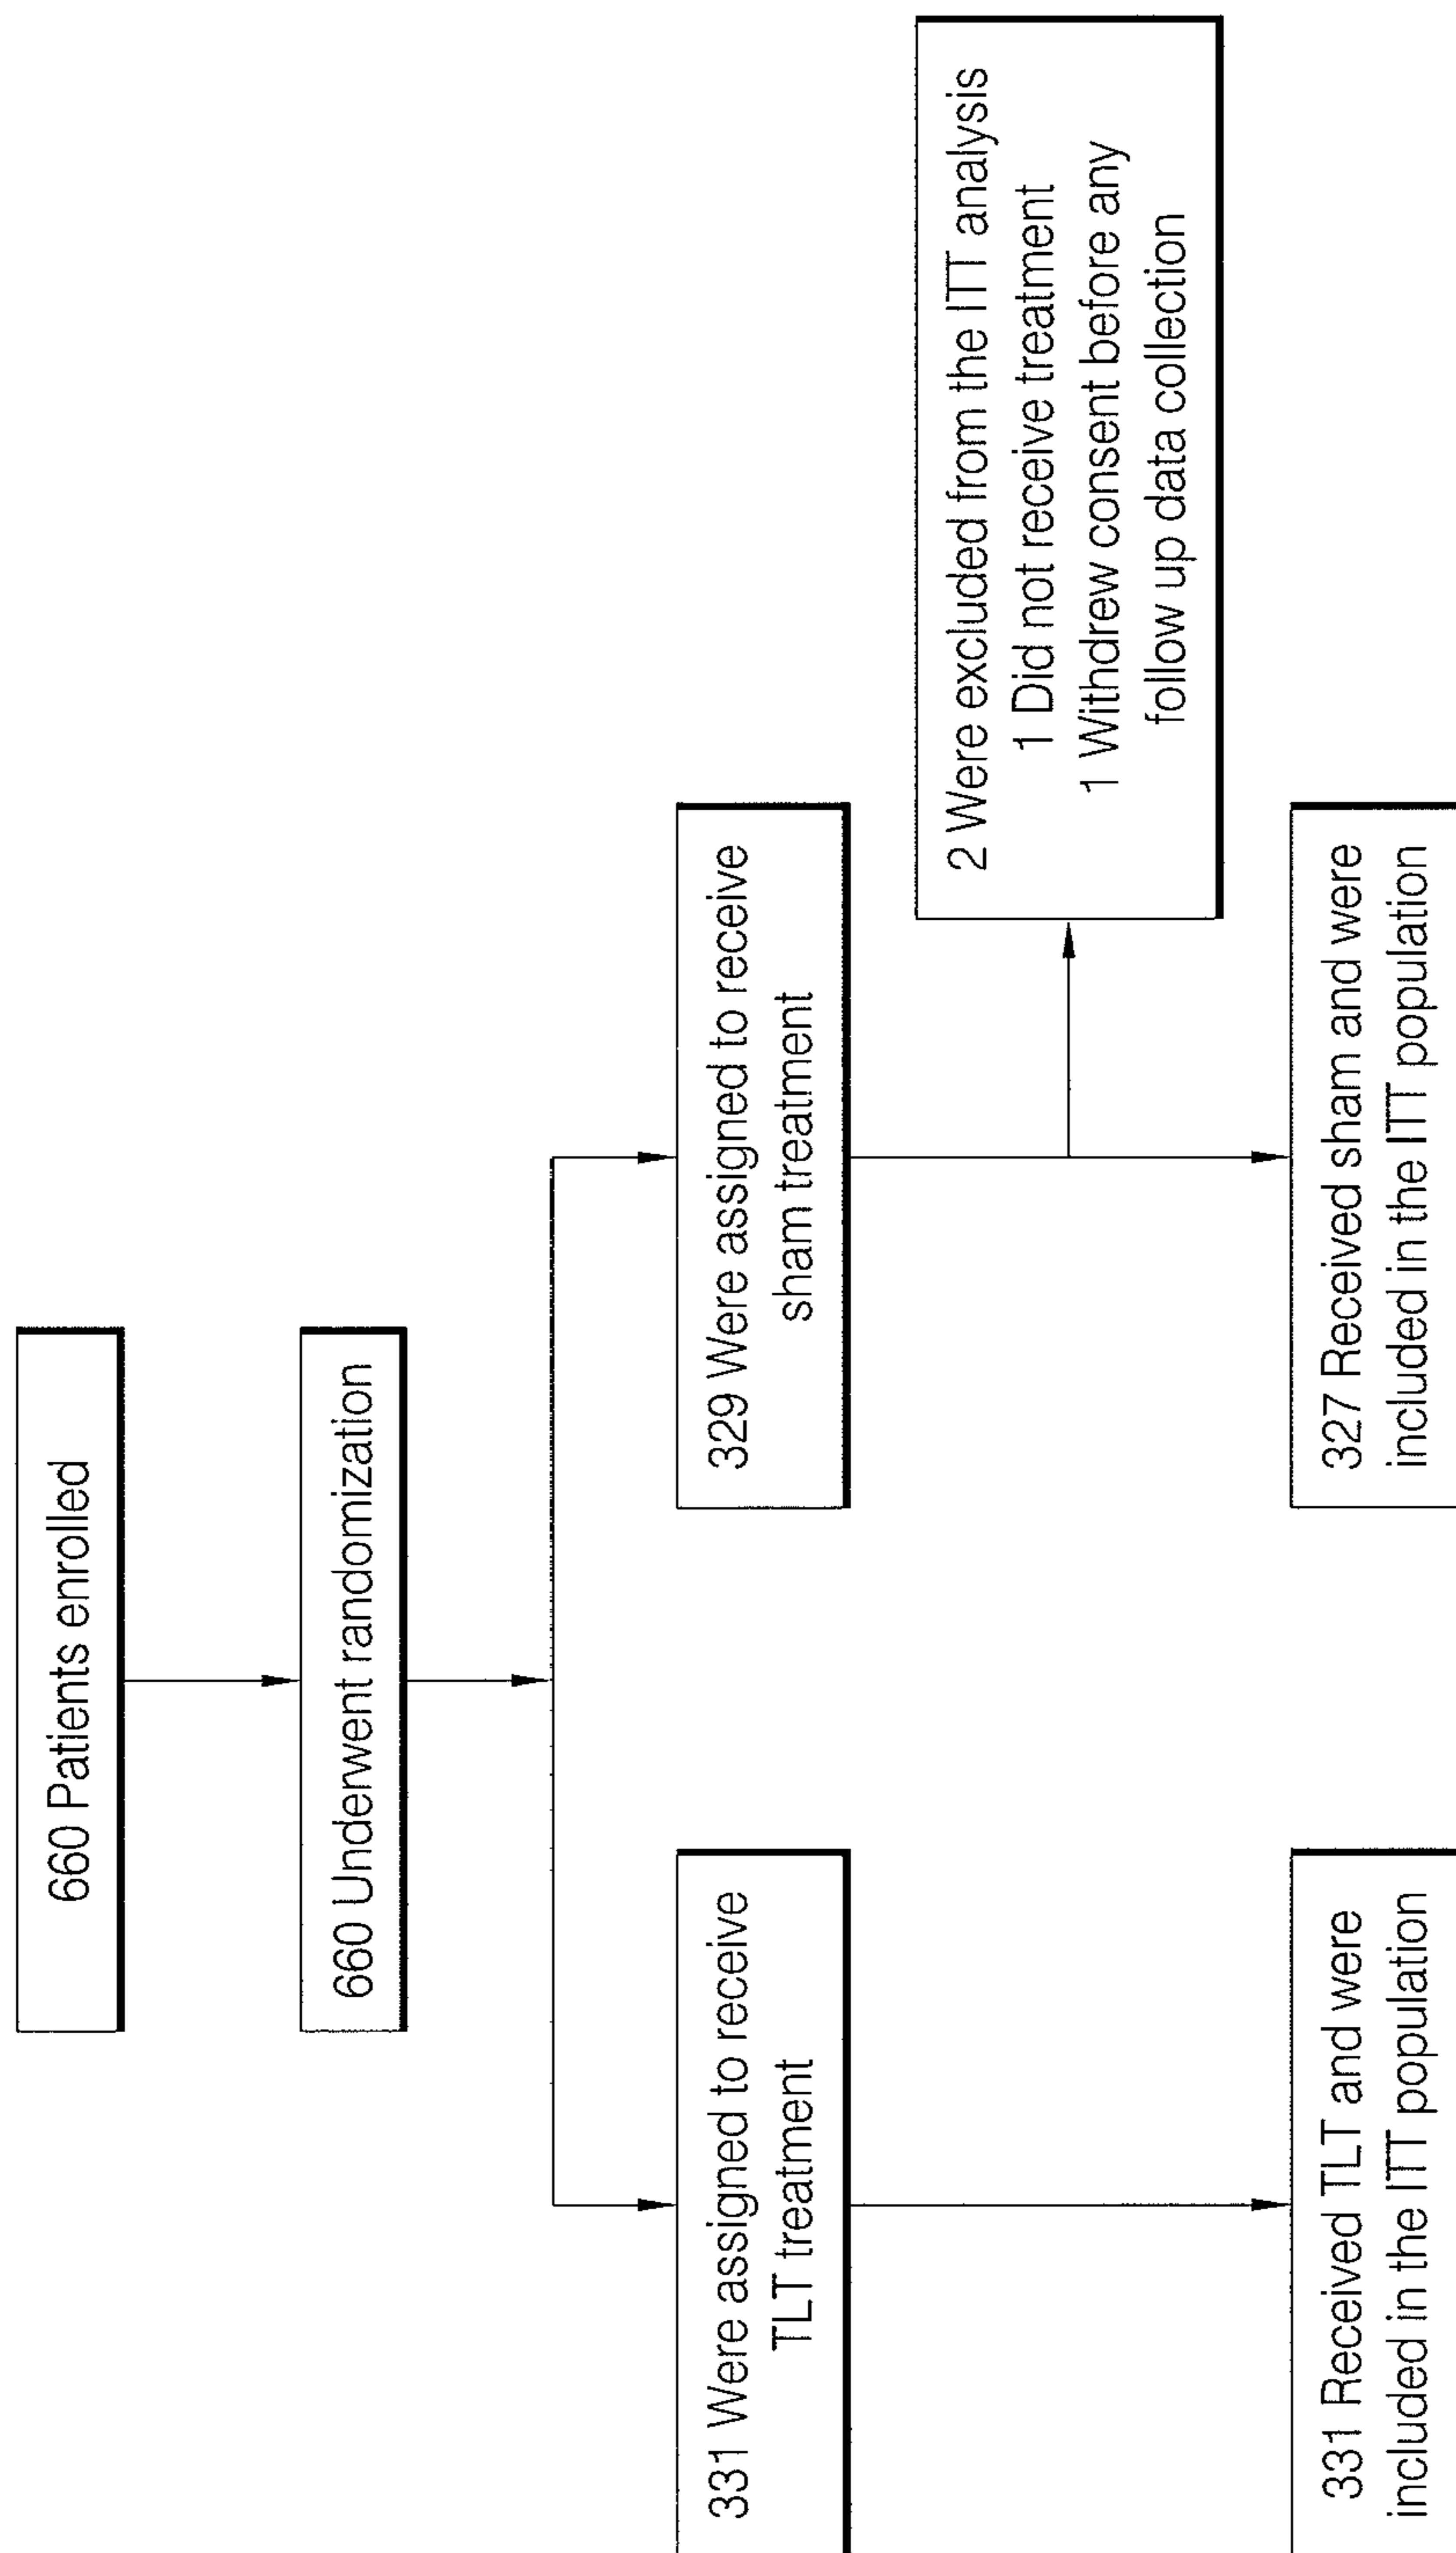 660 Patients enrolled
660 Underwent randomization
331 Were assigned to receive
TLT treatment
329 Were assigned to receive
sham treatment
2 Were excluded from the ITT analysis
1 Did not receive treatment
1 Withdrew consent before any
follow up data collection
331 Received TLT and were
included in the ITT population
327 Received sham and were
included in the ITT population